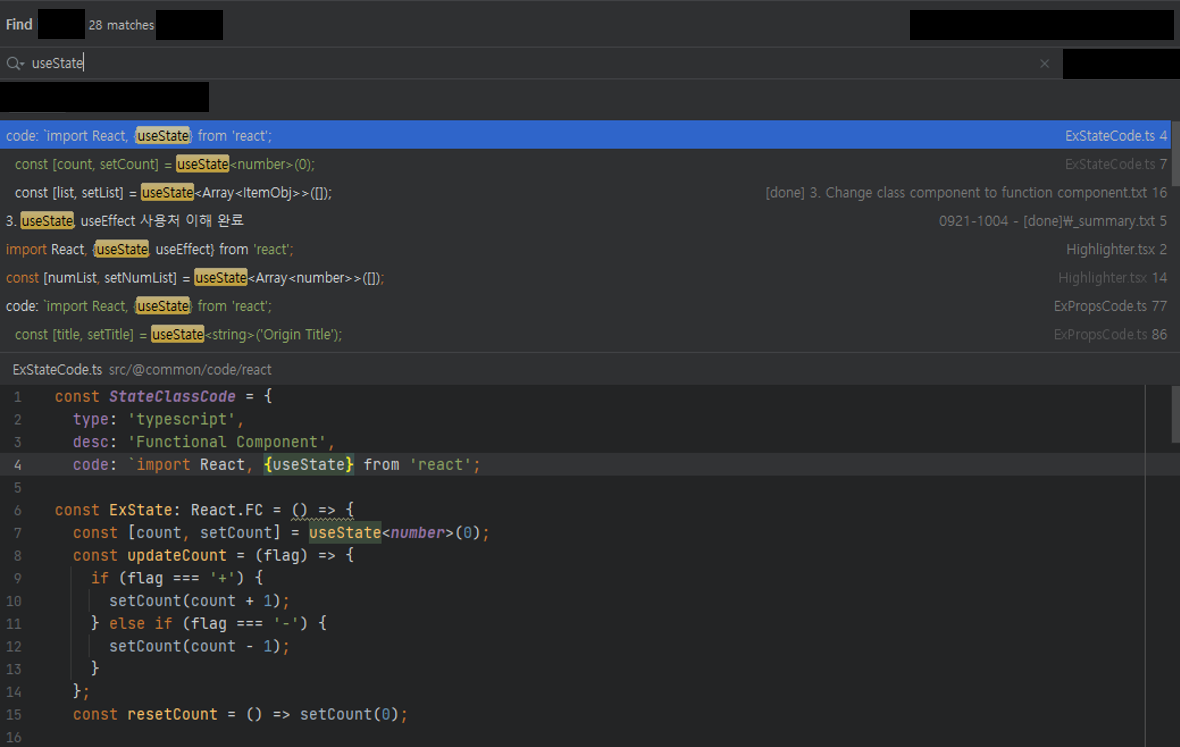 Find 28 matches
useState
code: `import React, {useState} from 'react'; ExStateCode.ts 4
const [count, setCount] = useState<number>(0); ExStateCode.ts 7
const [list, setList] = useState<Array<ItemObj>>([]); [done] 3. Change class component to function component.txt 16
3. useState, useEffect 사용처 이해 완료 0921-1004 - [done]₩_summary.txt 5
import React, {useState, useEffect} from 'react'; Highlighter.tsx 2
const [numList, setNumList] = useState<Array<number>>([]); Highlighter.tsx 14
code: `import React, {useState} from 'react'; ExPropsCode.ts 77
const [title, setTitle] = useState<string>('Origin Title'); ExPropsCode.ts 86
ExStateCode.ts src/@common/code/react
1 const StateClassCode = {
2 type: 'typescript',
3 desc: 'Functional Component',
4 code: `import React, {useState} from 'react';
5
6 const ExState: React.FC = () => {
7 const [count, setCount] = useState<number>(0);
8 const updateCount = (flag) => {
9 if (flag === '+') {
10 setCount(count + 1);
11 } else if (flag === '-') {
12 setCount(count - 1);
13 }
14 };
15 const resetCount = () => setCount(0);
16